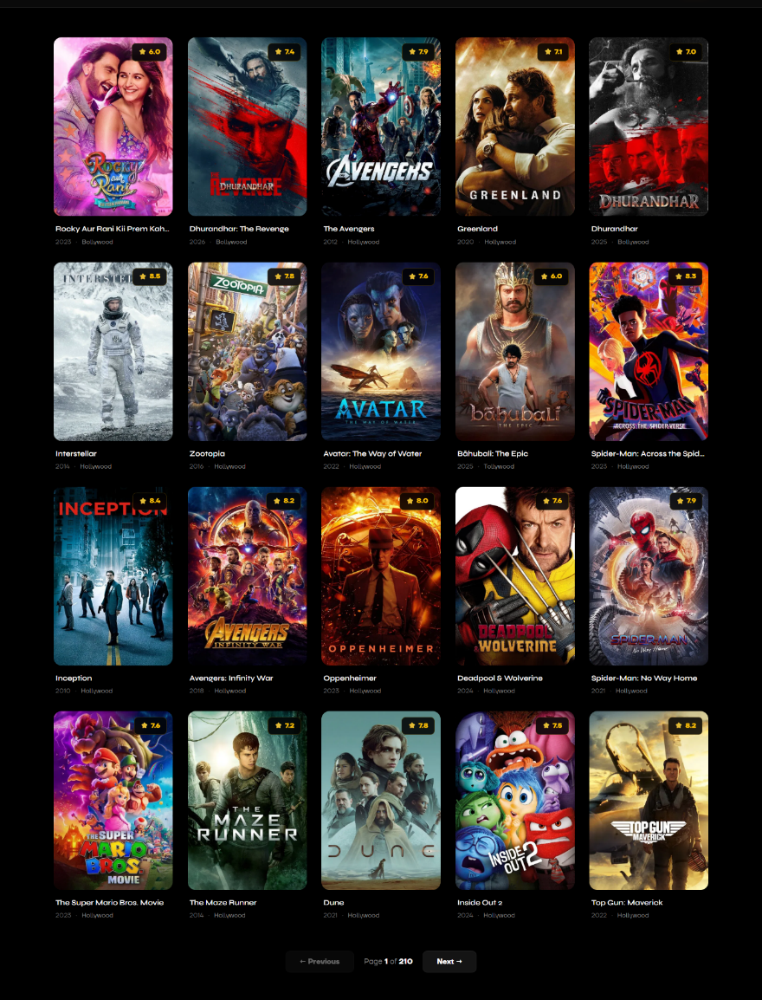 ★ 6.0
ROCKY
aur
Rani
★ 7.4
REVENGE
DHURANDHAR
★ 7.9
AVENGERS
★ 7.1
GREENLAND
★ 7.0
DHURANDHAR
Rocky Aur Rani Kii Prem Kah...
Dhurandhar: The Revenge
The Avengers
Greenland
Dhurandhar
2023 · Bollywood
2026 · Bollywood
2012 · Hollywood
2020 · Hollywood
2025 · Bollywood
INTERSTEL
★ 8.5
ZOOTOPIA
★ 7.8
★ 7.6
AVATAR
THE WAY OF WATER
★ 6.0
bāhubalī
THE EPIC
★ 8.3
SPIDER-MAN
ACROSS THE SPIDER-VERSE
Interstellar
Zootopia
Avatar: The Way of Water
Bāhubali: The Epic
Spider-Man: Across the Spid...
2014 · Hollywood
2016 · Hollywood
2022 · Hollywood
2025 · Tollywood
2023 · Hollywood
★ 8.4
INCEPTION
★ 8.2
AVENGERS
INFINITY WAR
★ 8.0
OPPENHEIMER
★ 7.6
DEADPOOL
& WOLVERINE
★ 7.9
SPIDER-MAN
No Way Home
Inception
Avengers: Infinity War
Oppenheimer
Deadpool & Wolverine
Spider-Man: No Way Home
2010 · Hollywood
2018 · Hollywood
2023 · Hollywood
2024 · Hollywood
2021 · Hollywood
★ 7.6
THE SUPER
MARIO
BROS.
MOVIE
★ 7.2
THE
MAZE
RUNNER
★ 7.8
DUNE
★ 7.5
INSIDE
OUT 2
★ 8.2
TOP GUN
MAVERICK
The Super Mario Bros. Movie
The Maze Runner
Dune
Inside Out 2
Top Gun: Maverick
2023 · Hollywood
2014 · Hollywood
2021 · Hollywood
2024 · Hollywood
2022 · Hollywood
← Previous
Page 1 of 210
Next →